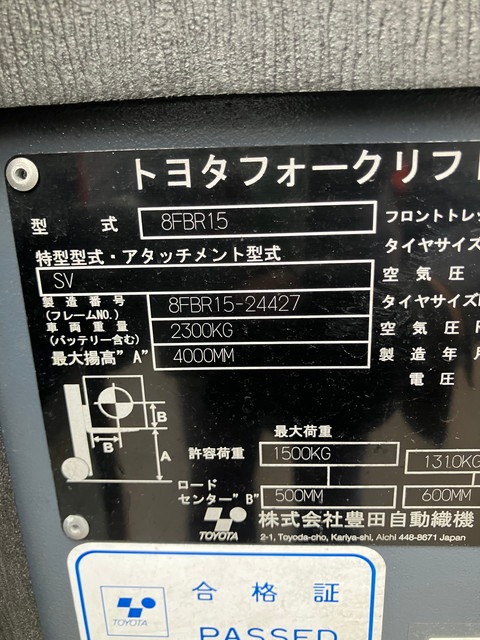 トヨタフォークリフト
型式 8FBR15 フロントトレッ
特型型式・アタッチメント型式 タイヤサイズ
SV 空気圧
製造番号 (フレームNO.) 8FBR15-24427 タイヤサイズ
車両重量 (バッテリー含む) 2300KG 空気圧
最大揚高"A" 4000MM 製造年月
電圧
B
B
A
最大荷重
許容荷重 1500KG 1310KG
ロードセンター"B" 500MM 600MM
TOYOTA 株式会社豊田自動織機
2-1, Toyoda-cho, Kariya-shi, Aichi 448-8671 Japan
TOYOTA 合格証
PASSED